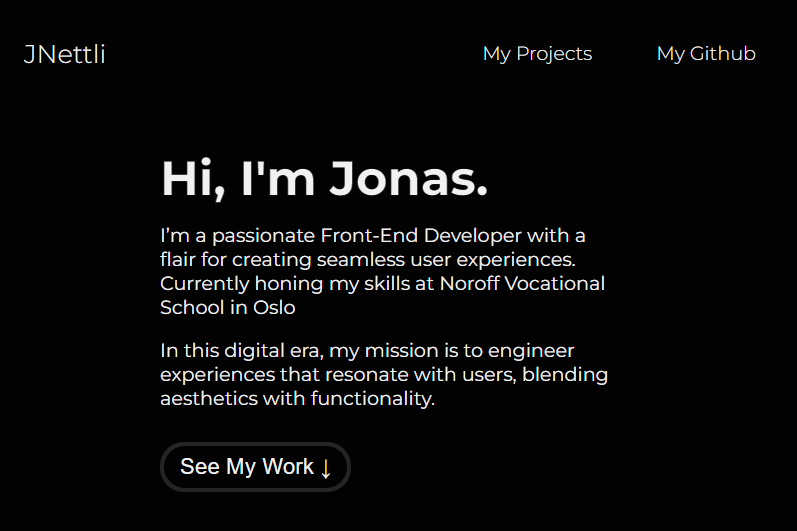 JNettli
My Projects
My Github
Hi, I'm Jonas.
I’m a passionate Front-End Developer with a
flair for creating seamless user experiences.
Currently honing my skills at Noroff Vocational
School in Oslo
In this digital era, my mission is to engineer
experiences that resonate with users, blending
aesthetics with functionality.
See My Work ↓